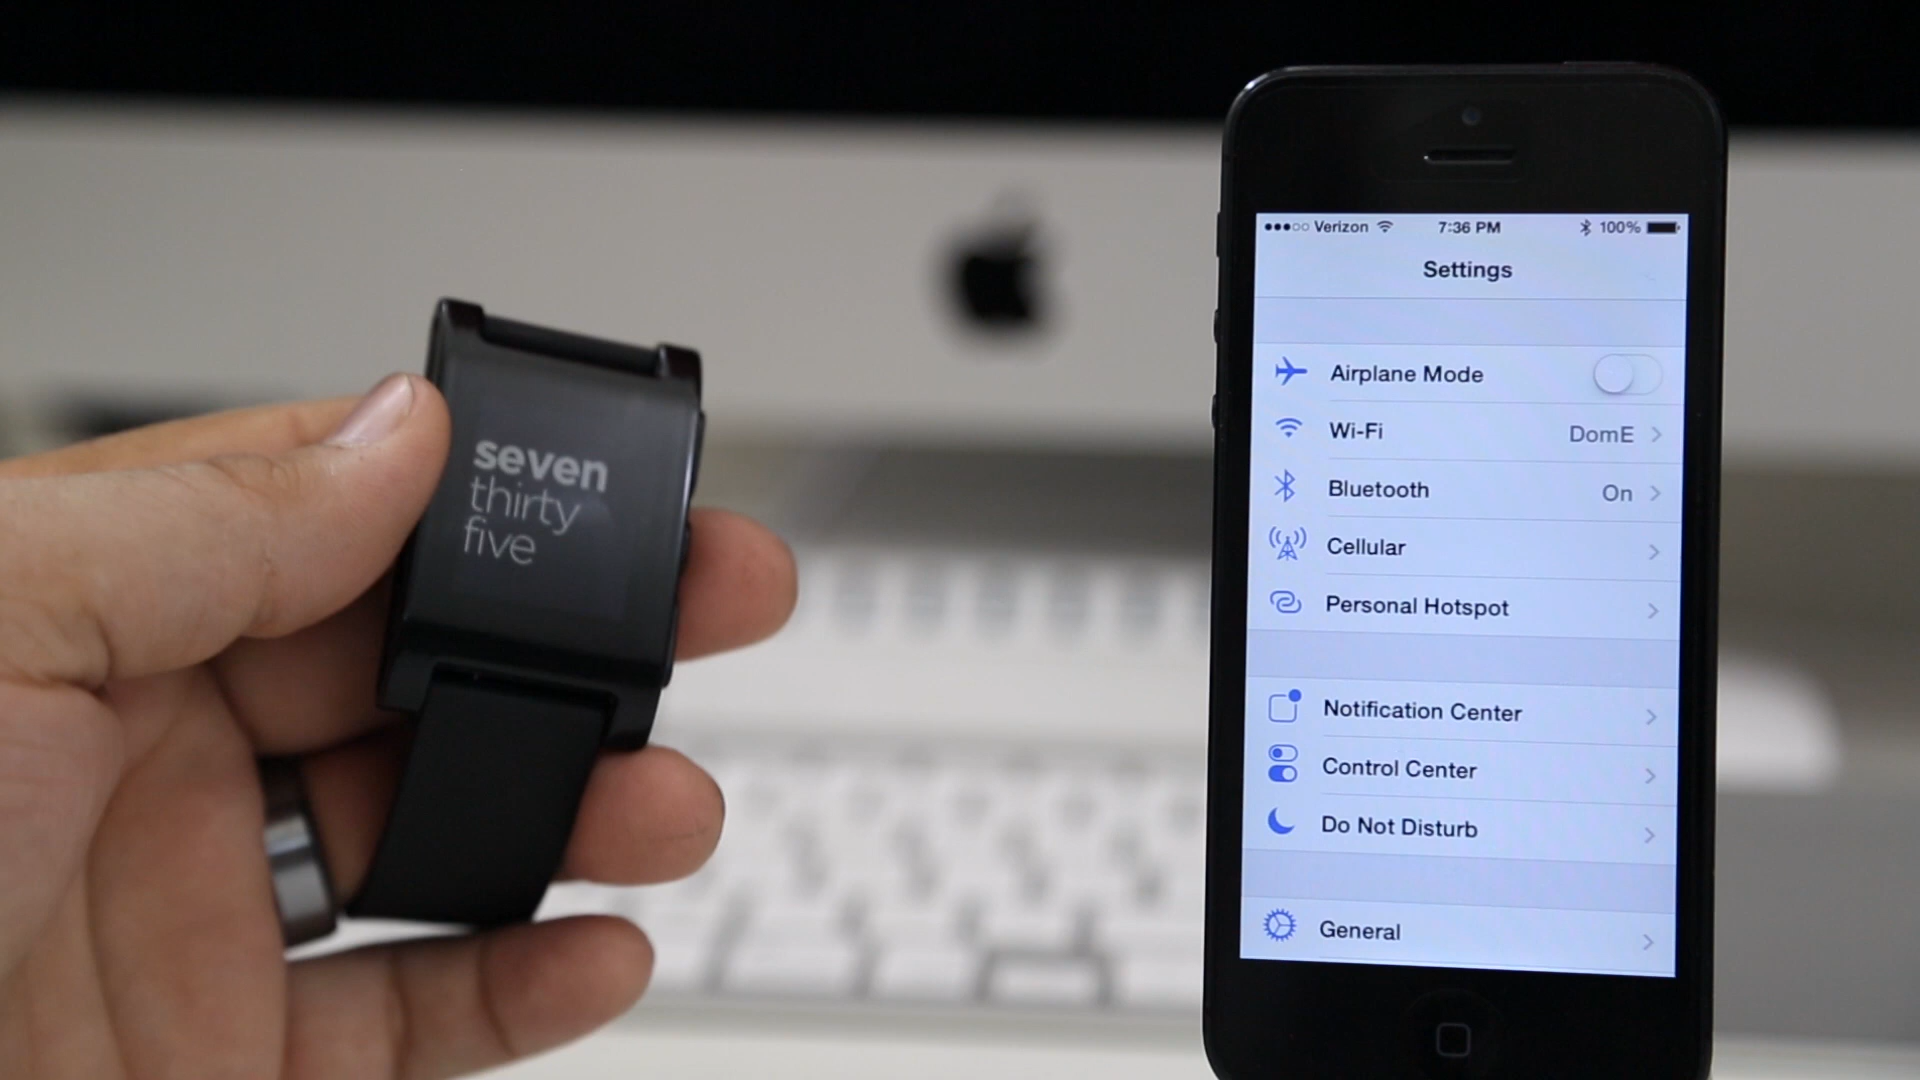 seven
thirty
five
Verizon 7:36 PM 100%
Settings
Airplane Mode
Wi-Fi DomE
Bluetooth On
Cellular
Personal Hotspot
Notification Center
Control Center
Do Not Disturb
General